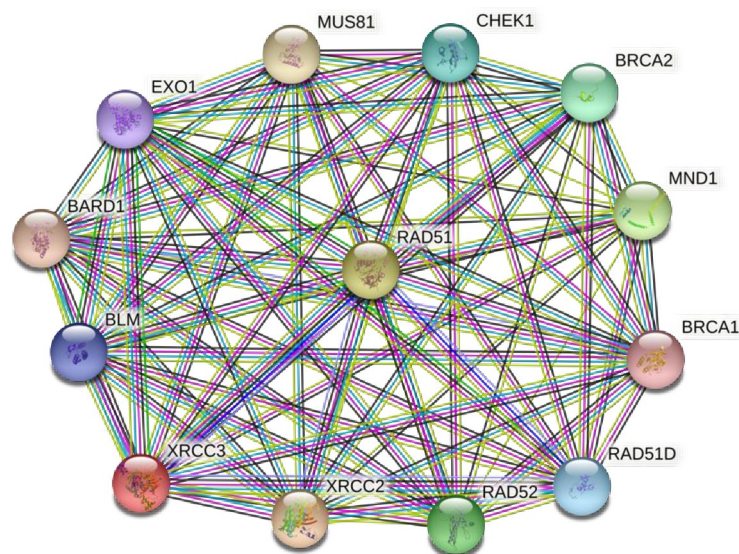 MUS81
CHEK1
BRCA2
EXO1
MND1
BARD1
RAD51
BLM
BRCA1
XRCC3
RAD51D
XRCC2
RAD52